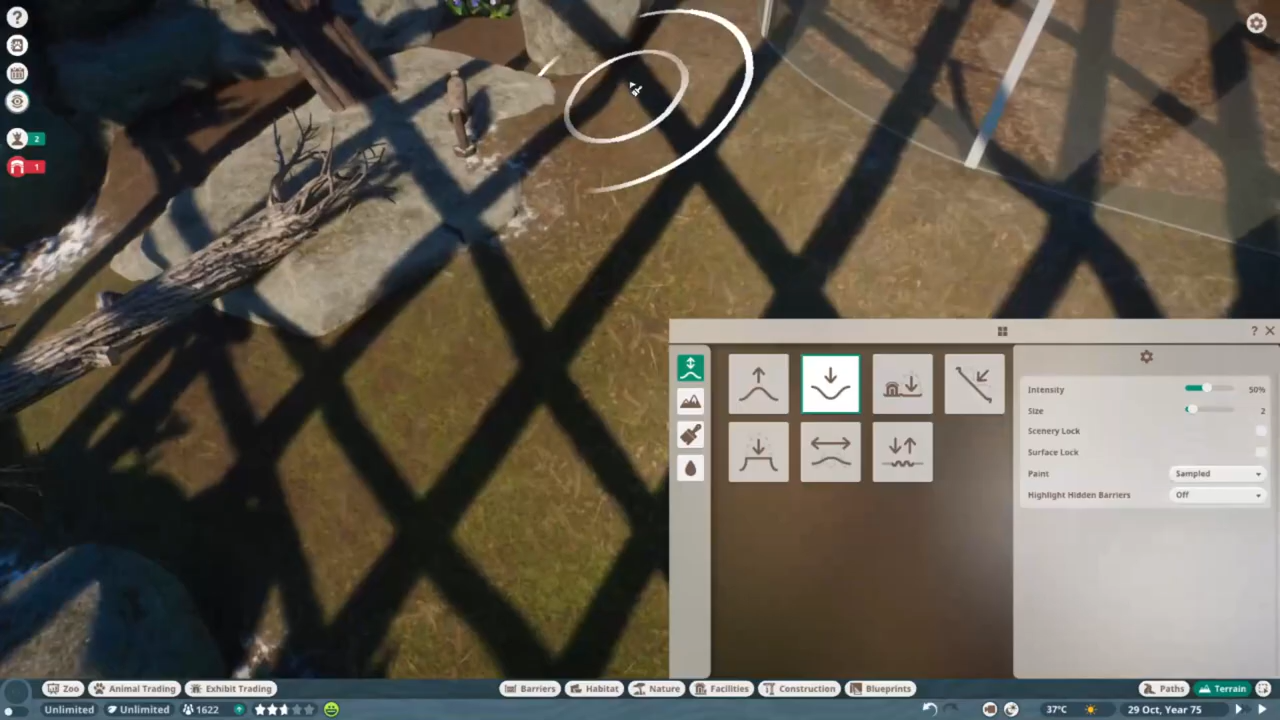 2
1
?
Intensity 50%
Size 2
Scenery Lock
Surface Lock
Paint Sampled
Highlight Hidden Barriers Off
Zoo Animal Trading Exhibit Trading Barriers Habitat Nature Facilities Construction Blueprints Paths Terrain
Unlimited Unlimited 1622 37°C 29 Oct, Year 75